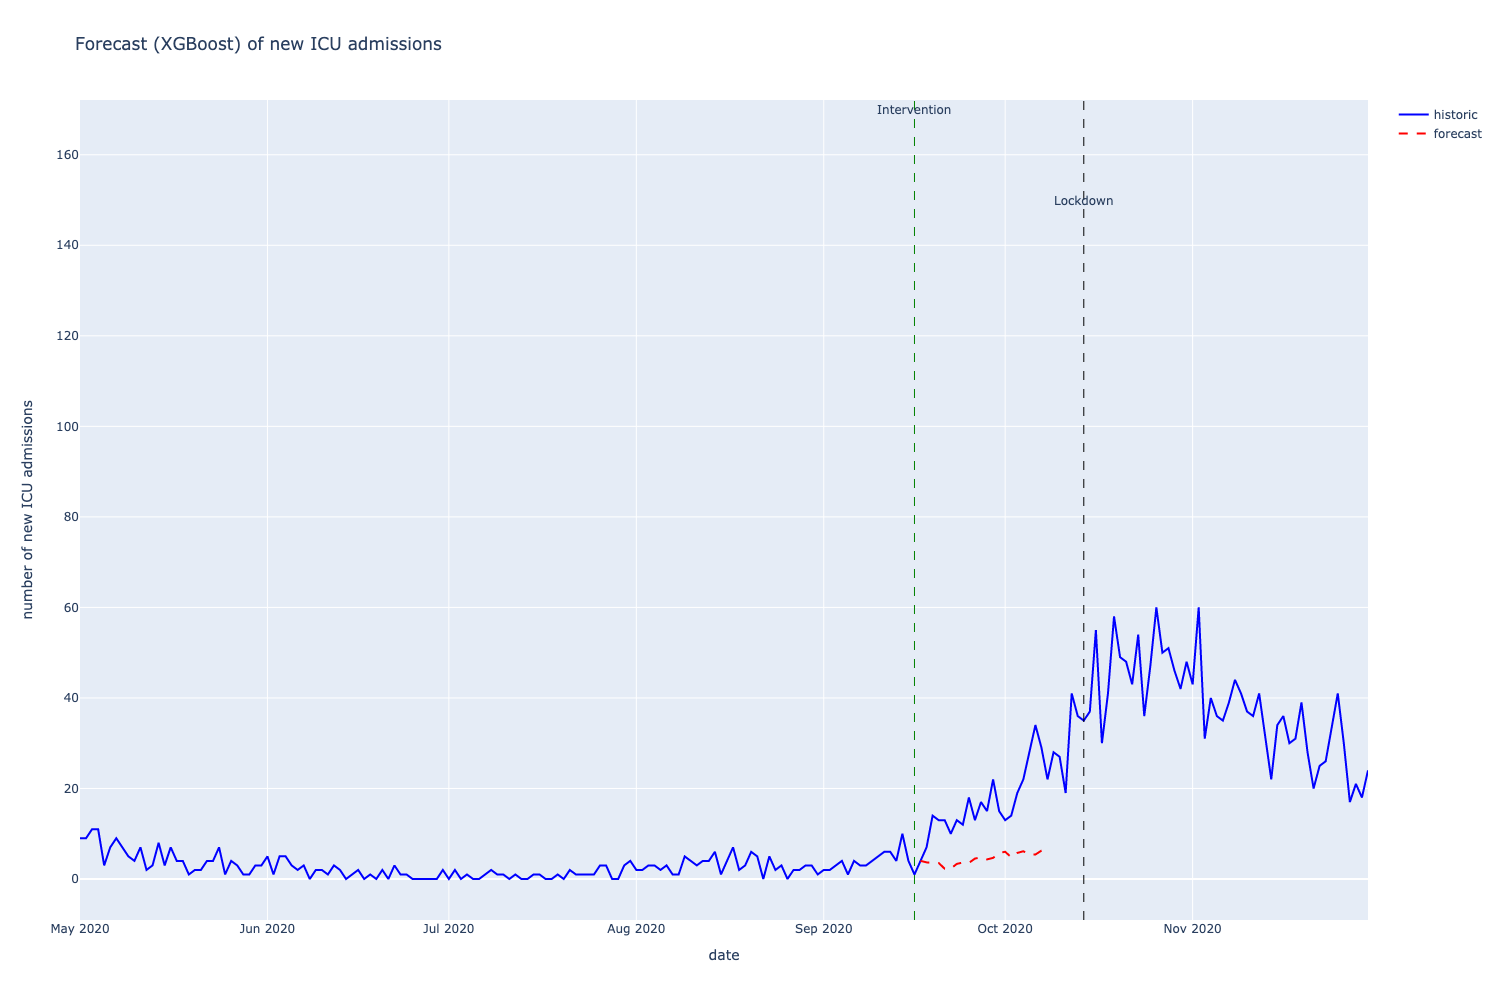 Forecast (XGBoost) of new ICU admissions
Intervention
Lockdown
historic
forecast
160
140
120
100
80
60
40
20
0
number of new ICU admissions
May 2020
Jun 2020
Jul 2020
Aug 2020
Sep 2020
Oct 2020
Nov 2020
date